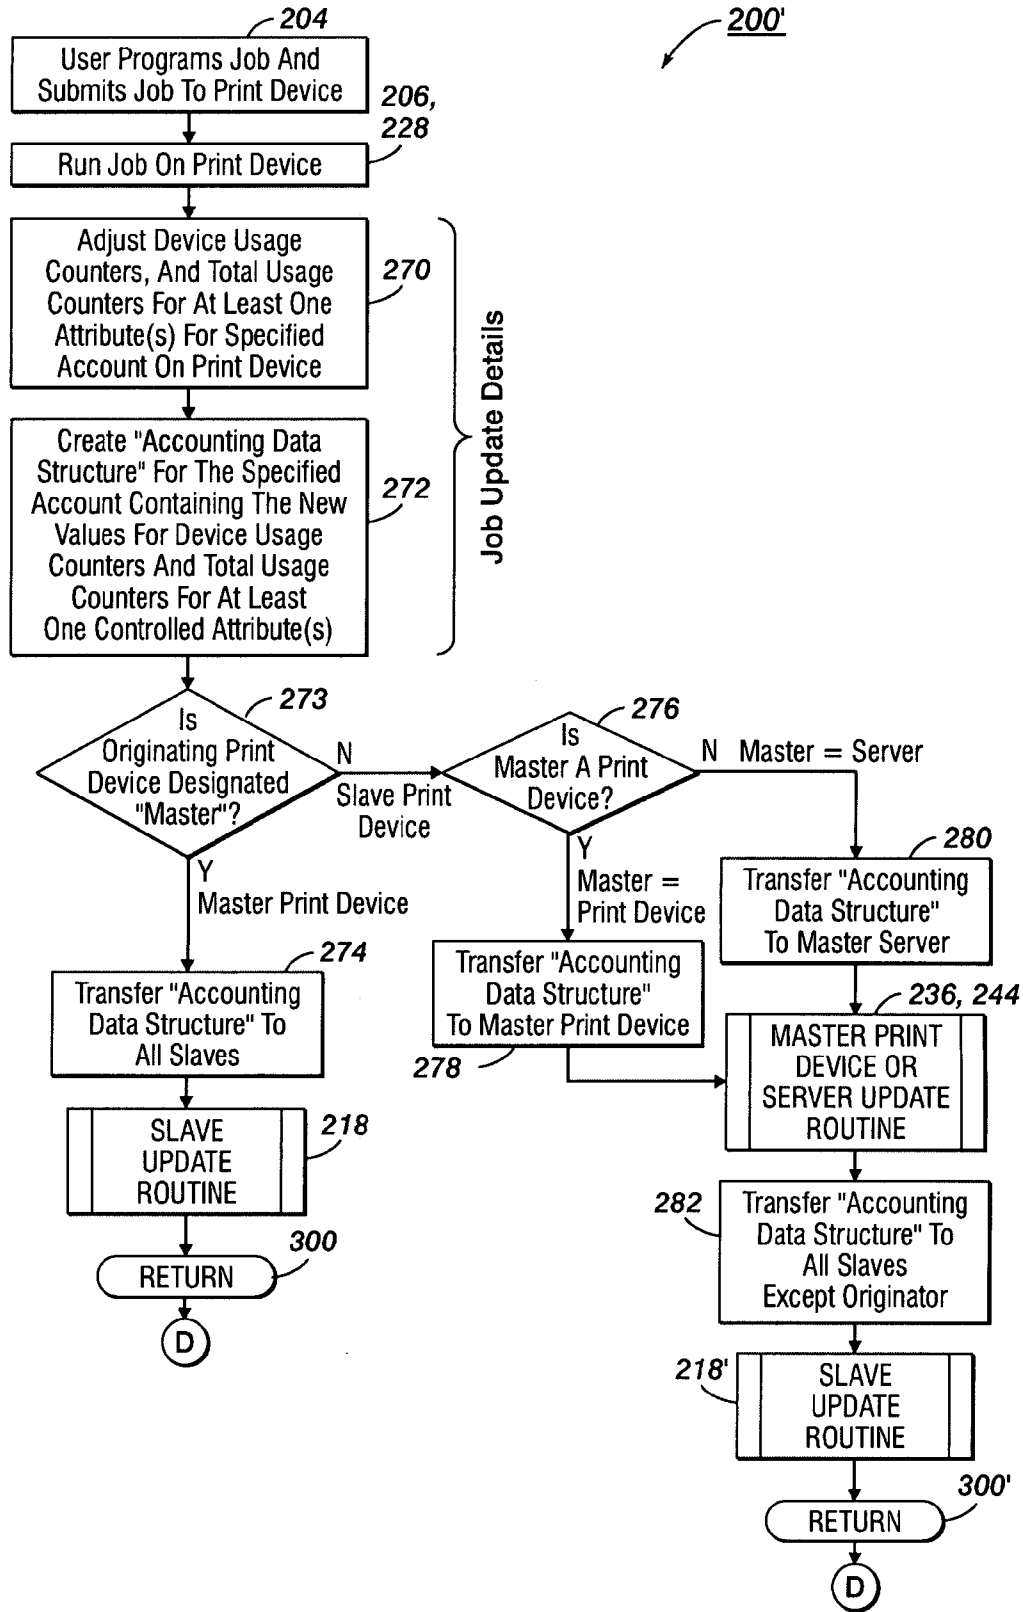 200'
204
User Programs Job And
Submits Job To Print Device
206,
228
Run Job On Print Device
Adjust Device Usage
Counters, And Total Usage
Counters For At Least One
Attribute(s) For Specified
Account On Print Device
270
Create "Accounting Data
Structure" For The Specified
Account Containing The New
Values For Device Usage
Counters And Total Usage
Counters For At Least
One Controlled Attribute(s)
272
Job Update Details
273
Is
Originating Print
Device Designated
"Master"?
N
Slave Print
Device
Y
Master Print Device
276
Is
Master A Print
Device?
N Master = Server
Y
Master =
Print Device
280
Transfer "Accounting
Data Structure"
To Master Server
274
Transfer "Accounting
Data Structure" To
All Slaves
Transfer "Accounting
Data Structure"
To Master Print Device
278
236, 244
MASTER PRINT
DEVICE OR
SERVER UPDATE
ROUTINE
218
SLAVE
UPDATE
ROUTINE
300
RETURN
D
282
Transfer "Accounting
Data Structure" To
All Slaves
Except Originator
218'
SLAVE
UPDATE
ROUTINE
300'
RETURN
D